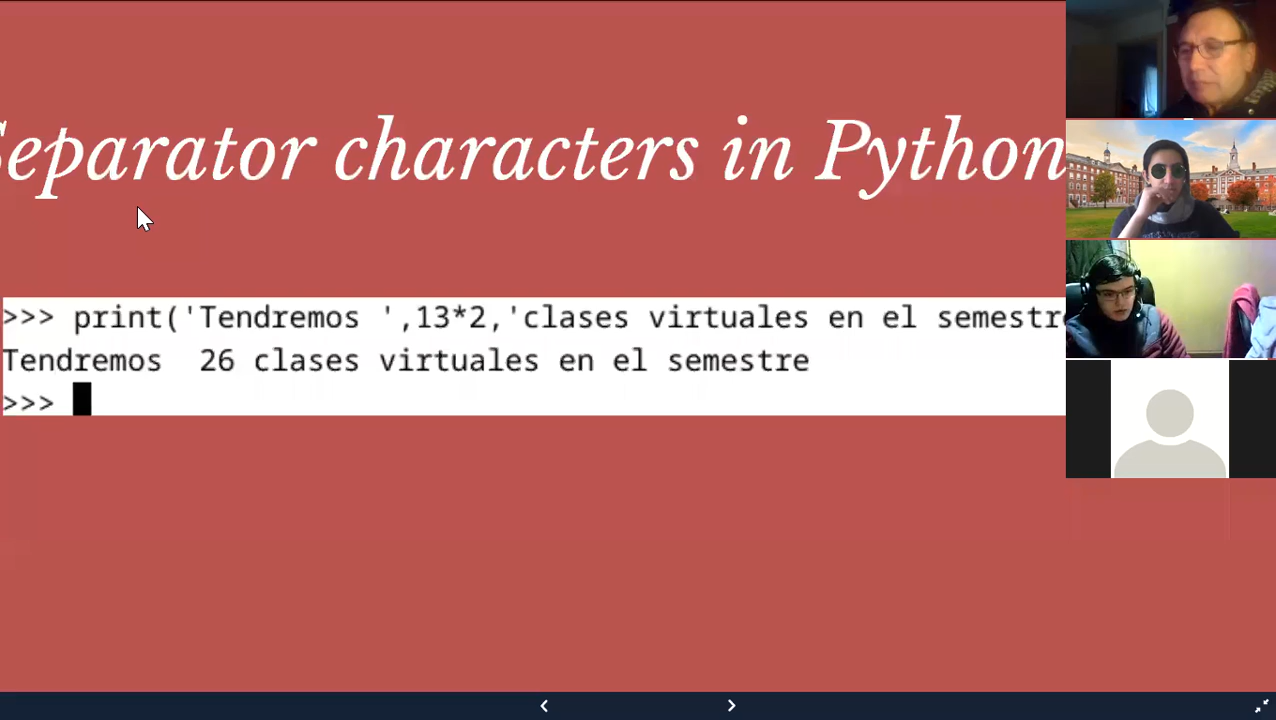 Separator characters in Python
>>> print('Tendremos ',13*2,'clases virtuales en el semestre
Tendremos  26 clases virtuales en el semestre
>>>